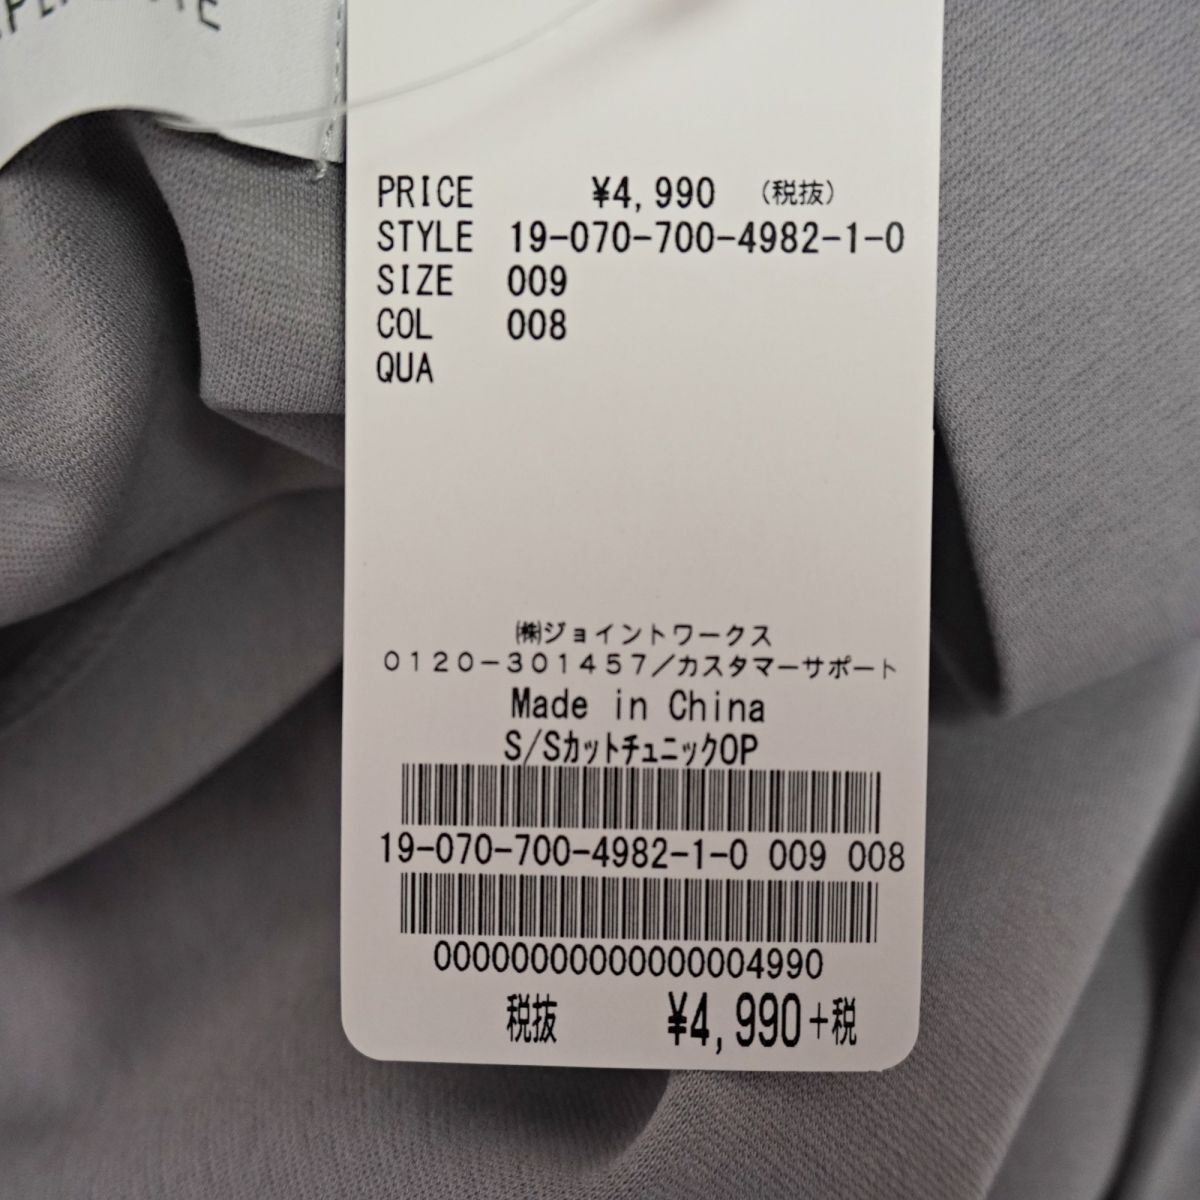 PRICE ¥4,990 (税抜)
STYLE 19-070-700-4982-1-0
SIZE 009
COL 008
QUA
㈱ジョイントワークス
0120-301457/カスタマーサポート
Made in China
S/SカットチュニックOP
19-070-700-4982-1-0 009 008
00000000000000004990
税抜 ¥4,990+税